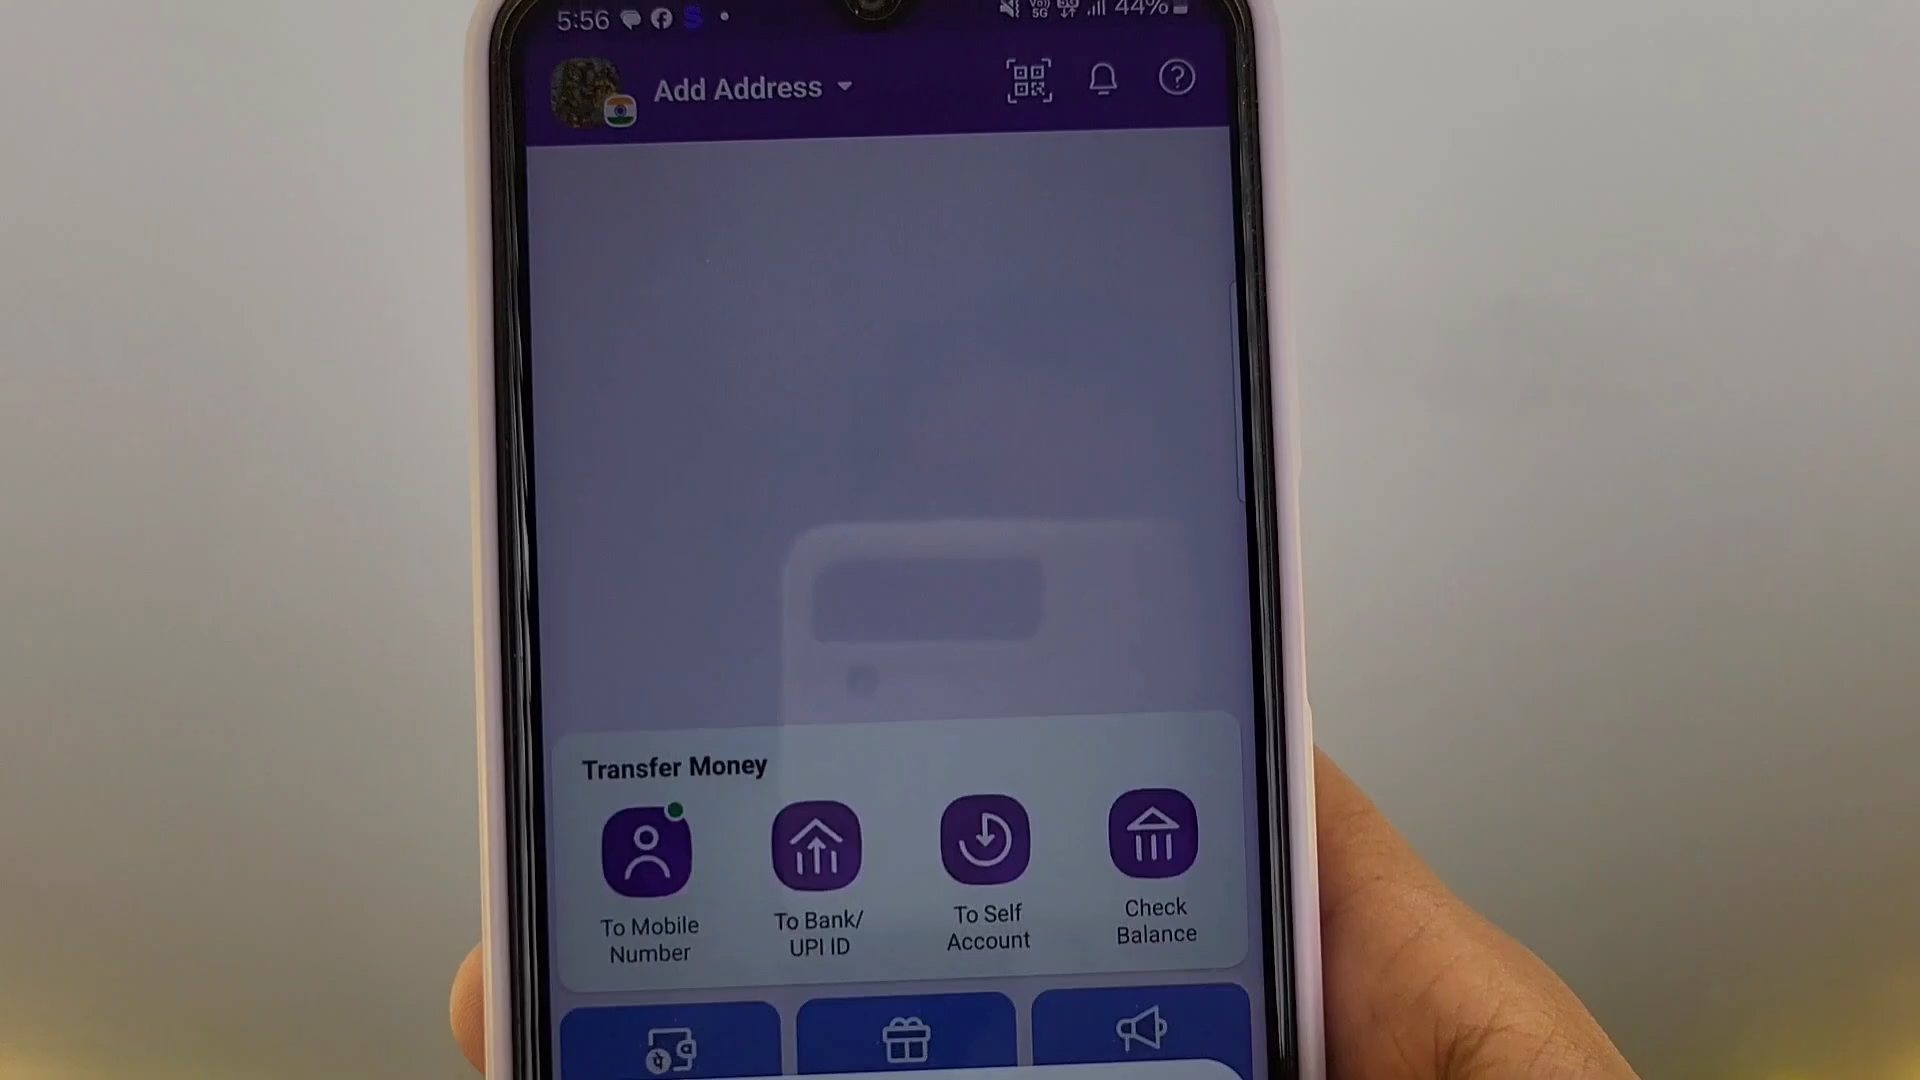 5:56 44%
Add Address
Transfer Money
To Mobile
Number
To Bank/
UPI ID
To Self
Account
Check
Balance